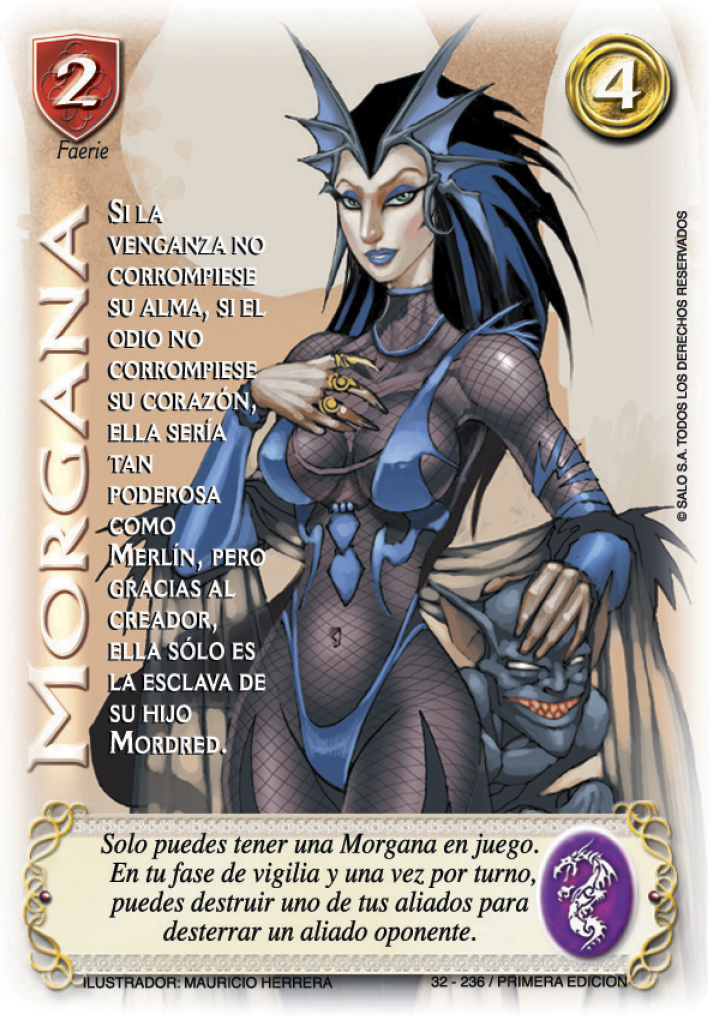 2
4
Faerie
MORGANA
SI LA
VENGANZA NO
CORROMPIESE
SU ALMA, SI EL
ODIO NO
CORROMPIESE
SU CORAZÓN,
ELLA SERÍA
TAN
PODEROSA
COMO
MERLÍN, PERO
GRACIAS AL
CREADOR,
ELLA SÓLO ES
LA ESCLAVA DE
SU HIJO
MORDRED.
© SALO S.A. TODOS LOS DERECHOS RESERVADOS
Solo puedes tener una Morgana en juego.
En tu fase de vigilia y una vez por turno,
puedes destruir uno de tus aliados para
desterrar un aliado oponente.
ILUSTRADOR: MAURICIO HERRERA
32 - 236 / PRIMERA EDICION